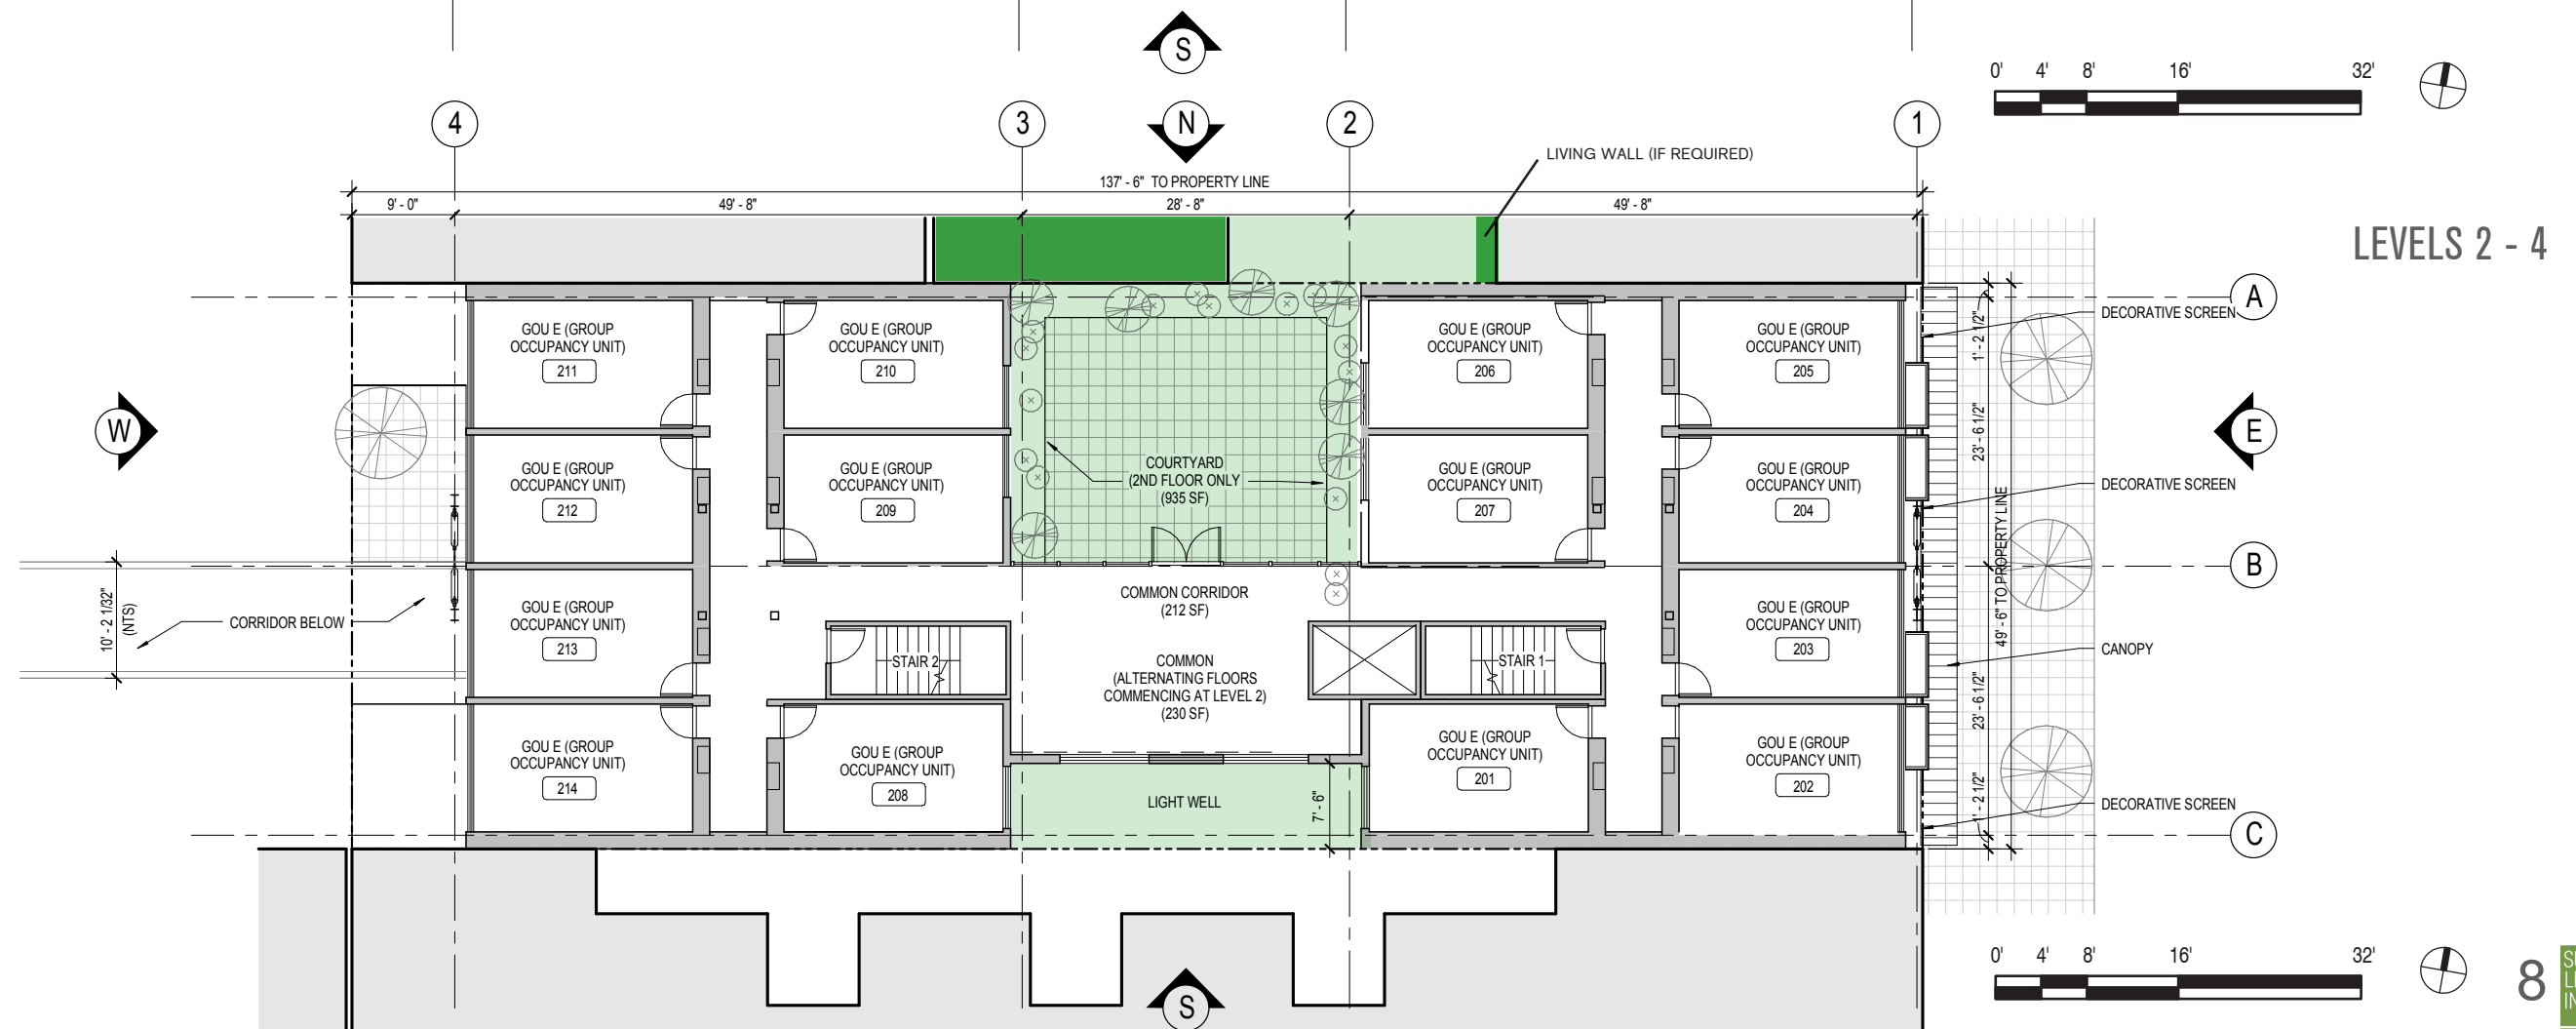 S
0' 4' 8' 16' 32'
4
3
N
2
1
LIVING WALL (IF REQUIRED)
137' - 6" TO PROPERTY LINE
9' - 0"
49' - 8"
28' - 8"
49' - 8"
LEVELS 2 - 4
A
DECORATIVE SCREEN
1' - 2 1/2"
GOU E (GROUP
OCCUPANCY UNIT)
211
GOU E (GROUP
OCCUPANCY UNIT)
210
GOU E (GROUP
OCCUPANCY UNIT)
206
GOU E (GROUP
OCCUPANCY UNIT)
205
W
E
23' - 6 1/2"
GOU E (GROUP
OCCUPANCY UNIT)
212
GOU E (GROUP
OCCUPANCY UNIT)
209
COURTYARD
(2ND FLOOR ONLY
(935 SF)
GOU E (GROUP
OCCUPANCY UNIT)
207
GOU E (GROUP
OCCUPANCY UNIT)
204
DECORATIVE SCREEN
49' - 6" TO PROPERTY LINE
B
10' - 2 1/32"
(NTS)
CORRIDOR BELOW
GOU E (GROUP
OCCUPANCY UNIT)
213
COMMON CORRIDOR
(212 SF)
GOU E (GROUP
OCCUPANCY UNIT)
203
STAIR 2
COMMON
(ALTERNATING FLOORS
COMMENCING AT LEVEL 2)
(230 SF)
STAIR 1
CANOPY
23' - 6 1/2"
GOU E (GROUP
OCCUPANCY UNIT)
214
GOU E (GROUP
OCCUPANCY UNIT)
208
LIGHT WELL
7' - 6"
GOU E (GROUP
OCCUPANCY UNIT)
201
GOU E (GROUP
OCCUPANCY UNIT)
202
1' - 2 1/2"
DECORATIVE SCREEN
C
S
0' 4' 8' 16' 32'
8